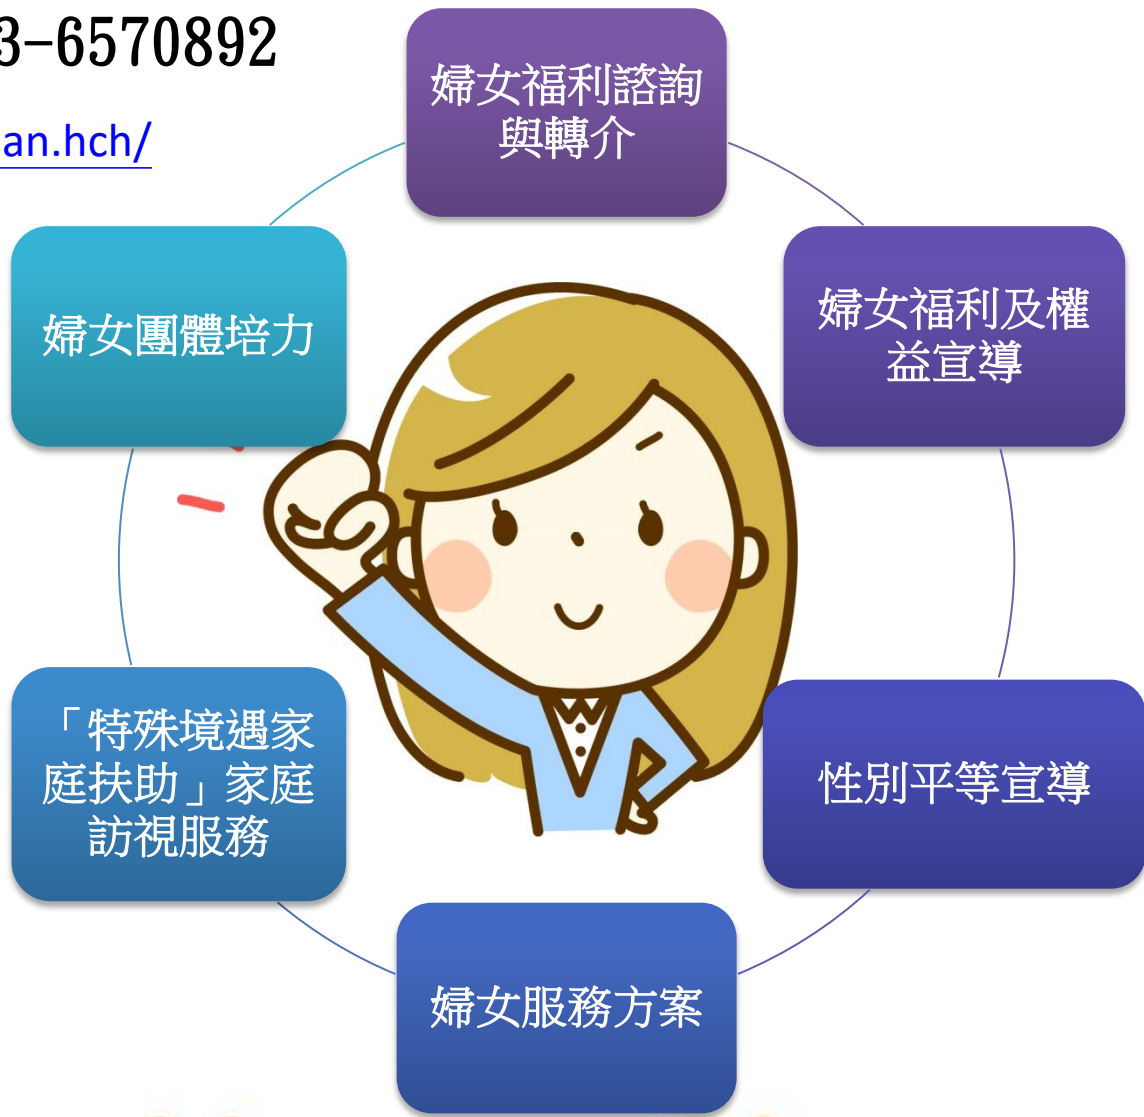 3-6570892
an.hch/
婦女福利諮詢
與轉介
婦女福利及權
益宣導
性別平等宣導
婦女服務方案
「特殊境遇家
庭扶助」家庭
訪視服務
婦女團體培力